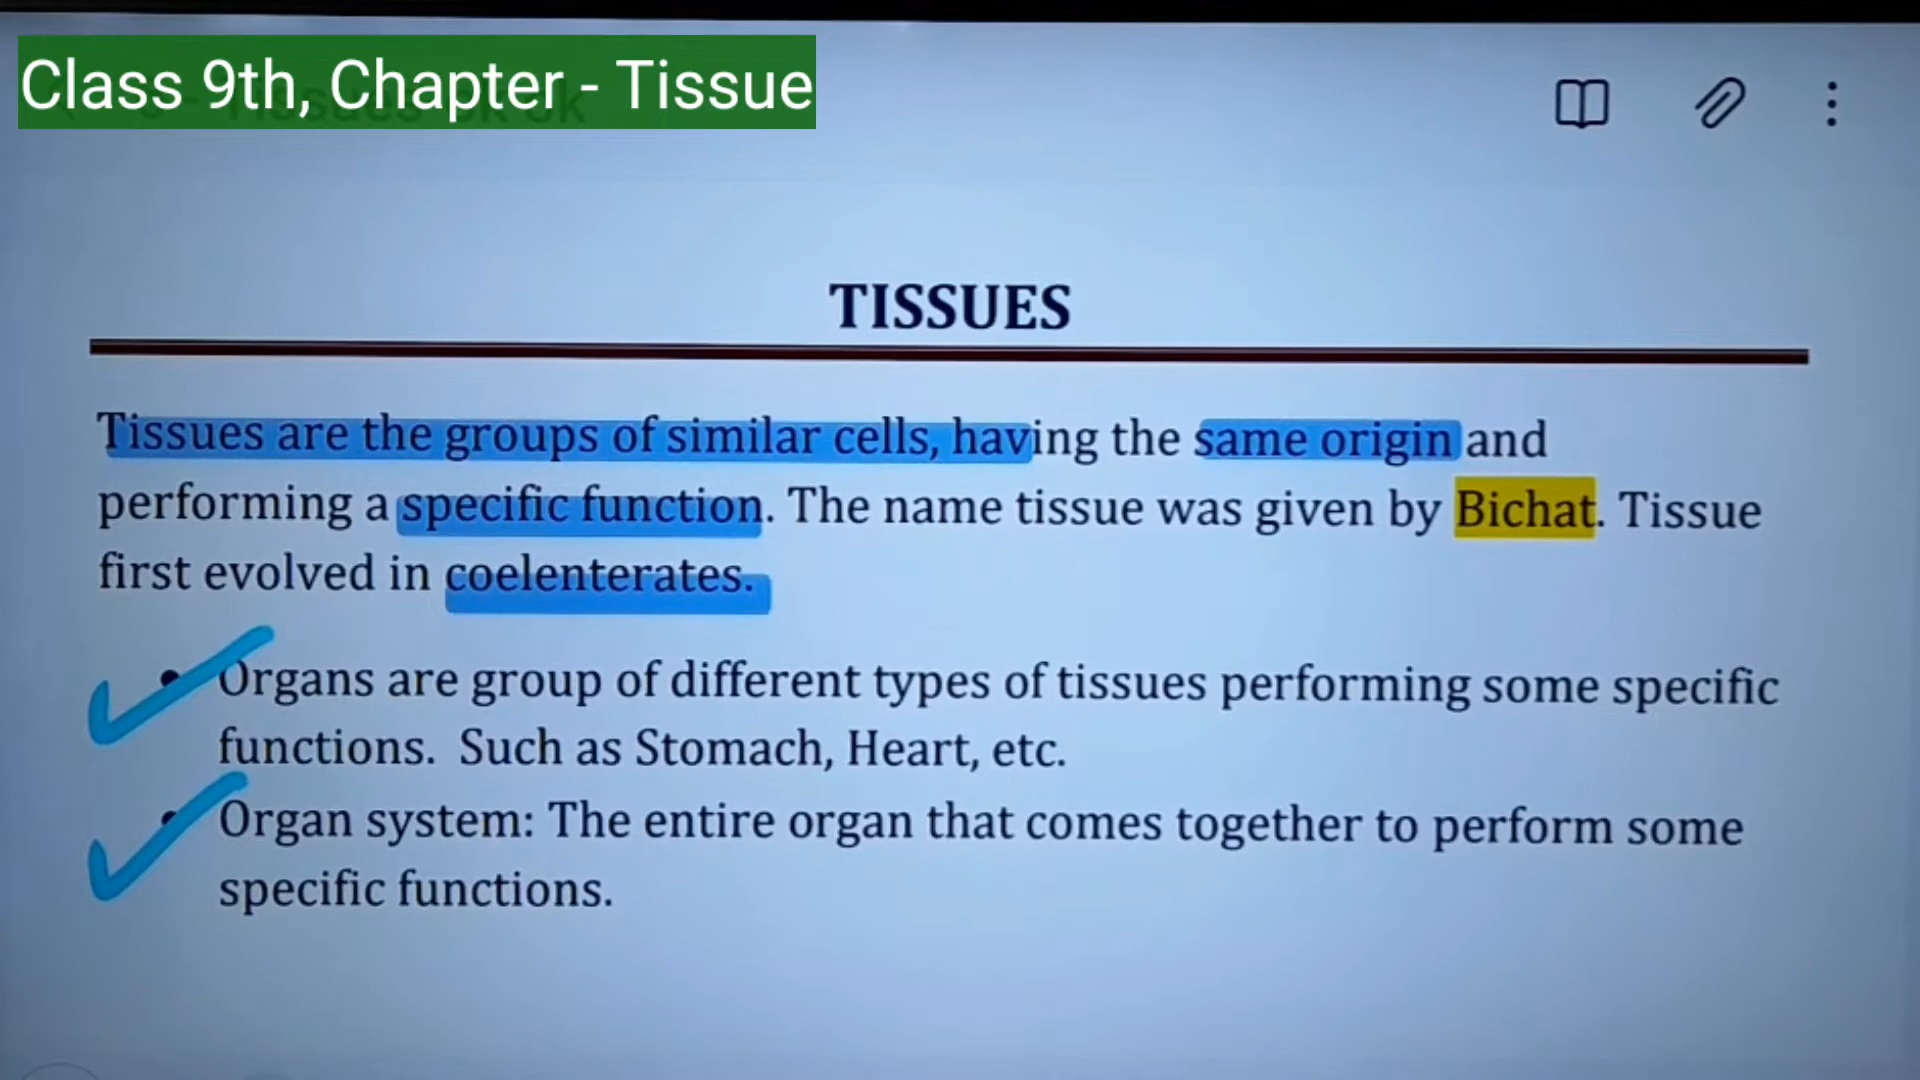 Class 9th, Chapter - Tissue
TISSUES
Tissues are the groups of similar cells, having the same origin and
performing a specific function. The name tissue was given by Bichat. Tissue
first evolved in coelenterates.
• Organs are group of different types of tissues performing some specific
functions. Such as Stomach, Heart, etc.
• Organ system: The entire organ that comes together to perform some
specific functions.